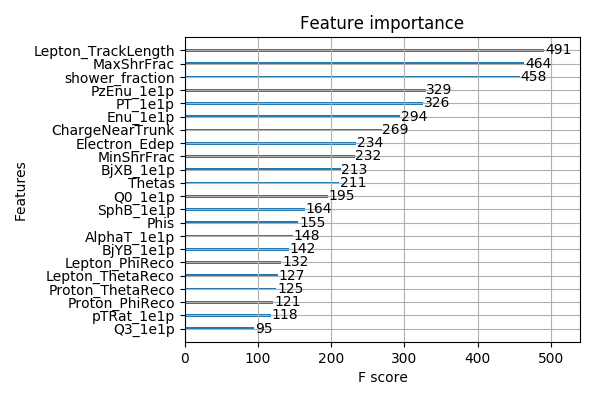 Feature importance
Lepton_TrackLength 491
MaxShrFrac 464
shower_fraction 458
PzEnu_1e1p 329
PT_1e1p 326
Enu_1e1p 294
ChargeNearTrunk 269
Electron_Edep 234
MinShrFrac 232
BjXB_1e1p 213
Thetas 211
Q0_1e1p 195
SphB_1e1p 164
Phis 155
AlphaT_1e1p 148
BjYB_1e1p 142
Lepton_PhiReco 132
Lepton_ThetaReco 127
Proton_ThetaReco 125
Proton_PhiReco 121
pTRat_1e1p 118
Q3_1e1p 95
Features
0 100 200 300 400 500
F score